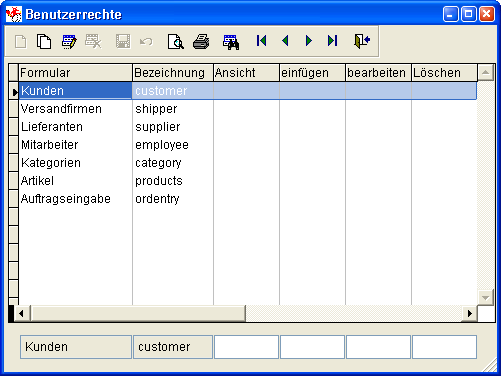 Benutzerrechte
Formular Bezeichnung Ansicht einfügen bearbeiten Löschen
Kunden customer
Versandfirmen shipper
Lieferanten supplier
Mitarbeiter employee
Kategorien category
Artikel products
Auftragseingabe ordentry
Kunden customer